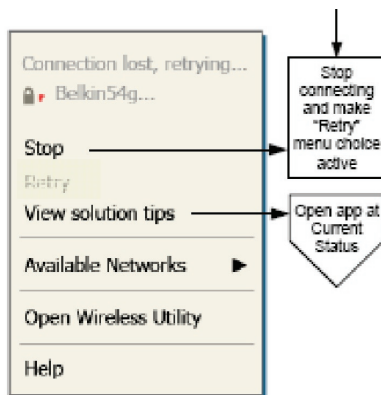 Connection lost, retrying...
Belkin54g...
Stop
Retry
View solution tips
Available Networks
Open Wireless Utility
Help
Stop
connecting
and make
"Retry"
menu choice
active
Open app at
Current
Status